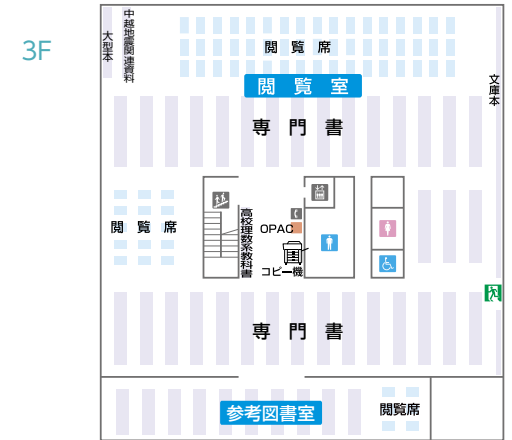 3F
大型本
中越地震関連資料
閲覧席
閲覧室
文庫本
専門書
閲覧席
高校理数系教科書
OPAC
コピー機
専門書
参考図書室
閲覧席